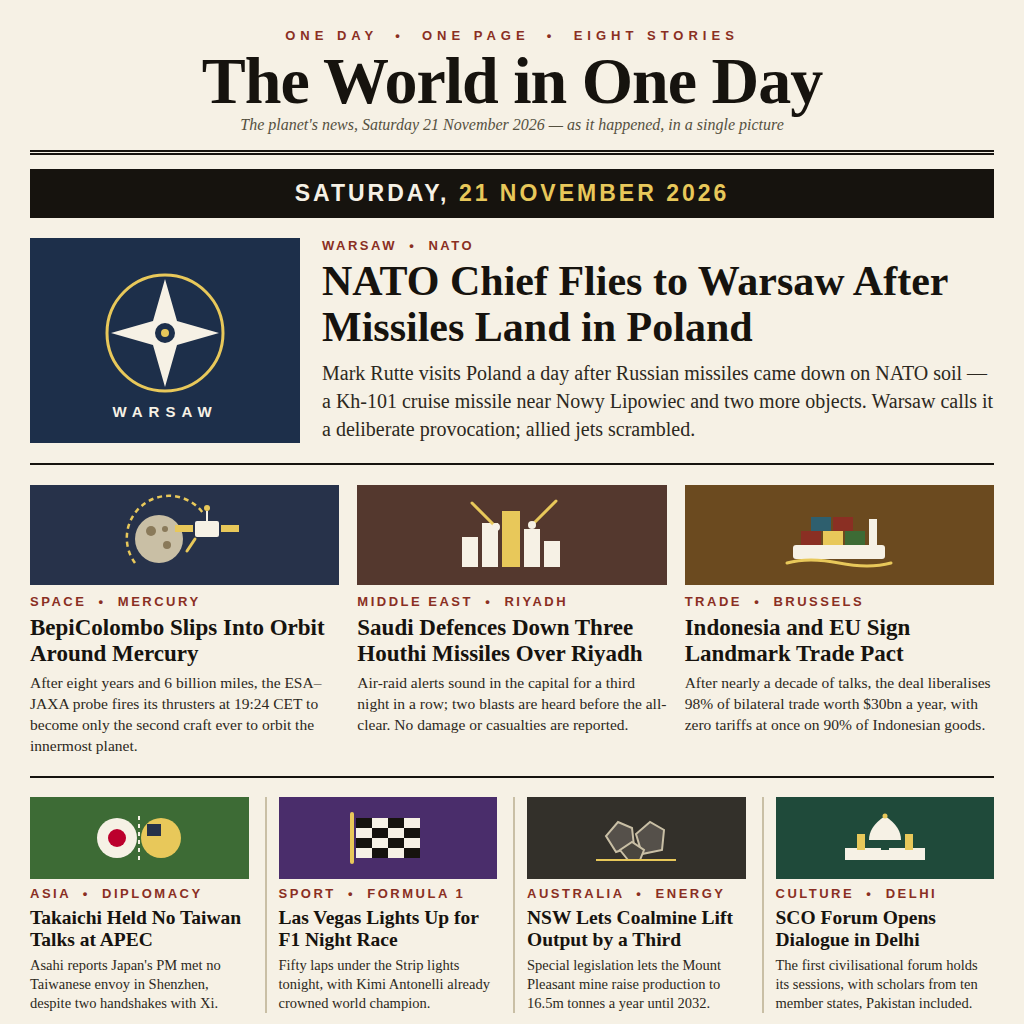 ONE DAY • ONE PAGE • EIGHT STORIES
The World in One Day
The planet's news, Saturday 21 November 2026 — as it happened, in a single picture
SATURDAY, 21 NOVEMBER 2026
WARSAW
WARSAW • NATO
NATO Chief Flies to Warsaw After
Missiles Land in Poland
Mark Rutte visits Poland a day after Russian missiles came down on NATO soil —
a Kh-101 cruise missile near Nowy Lipowiec and two more objects. Warsaw calls it
a deliberate provocation; allied jets scrambled.
SPACE • MERCURY
BepiColombo Slips Into Orbit
Around Mercury
After eight years and 6 billion miles, the ESA–
JAXA probe fires its thrusters at 19:24 CET to
become only the second craft ever to orbit the
innermost planet.
MIDDLE EAST • RIYADH
Saudi Defences Down Three
Houthi Missiles Over Riyadh
Air-raid alerts sound in the capital for a third
night in a row; two blasts are heard before the all-
clear. No damage or casualties are reported.
TRADE • BRUSSELS
Indonesia and EU Sign
Landmark Trade Pact
After nearly a decade of talks, the deal liberalises
98% of bilateral trade worth $30bn a year, with
zero tariffs at once on 90% of Indonesian goods.
ASIA • DIPLOMACY
Takaichi Held No Taiwan
Talks at APEC
Asahi reports Japan's PM met no
Taiwanese envoy in Shenzhen,
despite two handshakes with Xi.
SPORT • FORMULA 1
Las Vegas Lights Up for
F1 Night Race
Fifty laps under the Strip lights
tonight, with Kimi Antonelli already
crowned world champion.
AUSTRALIA • ENERGY
NSW Lets Coalmine Lift
Output by a Third
Special legislation lets the Mount
Pleasant mine raise production to
16.5m tonnes a year until 2032.
CULTURE • DELHI
SCO Forum Opens
Dialogue in Delhi
The first civilisational forum holds
its sessions, with scholars from ten
member states, Pakistan included.